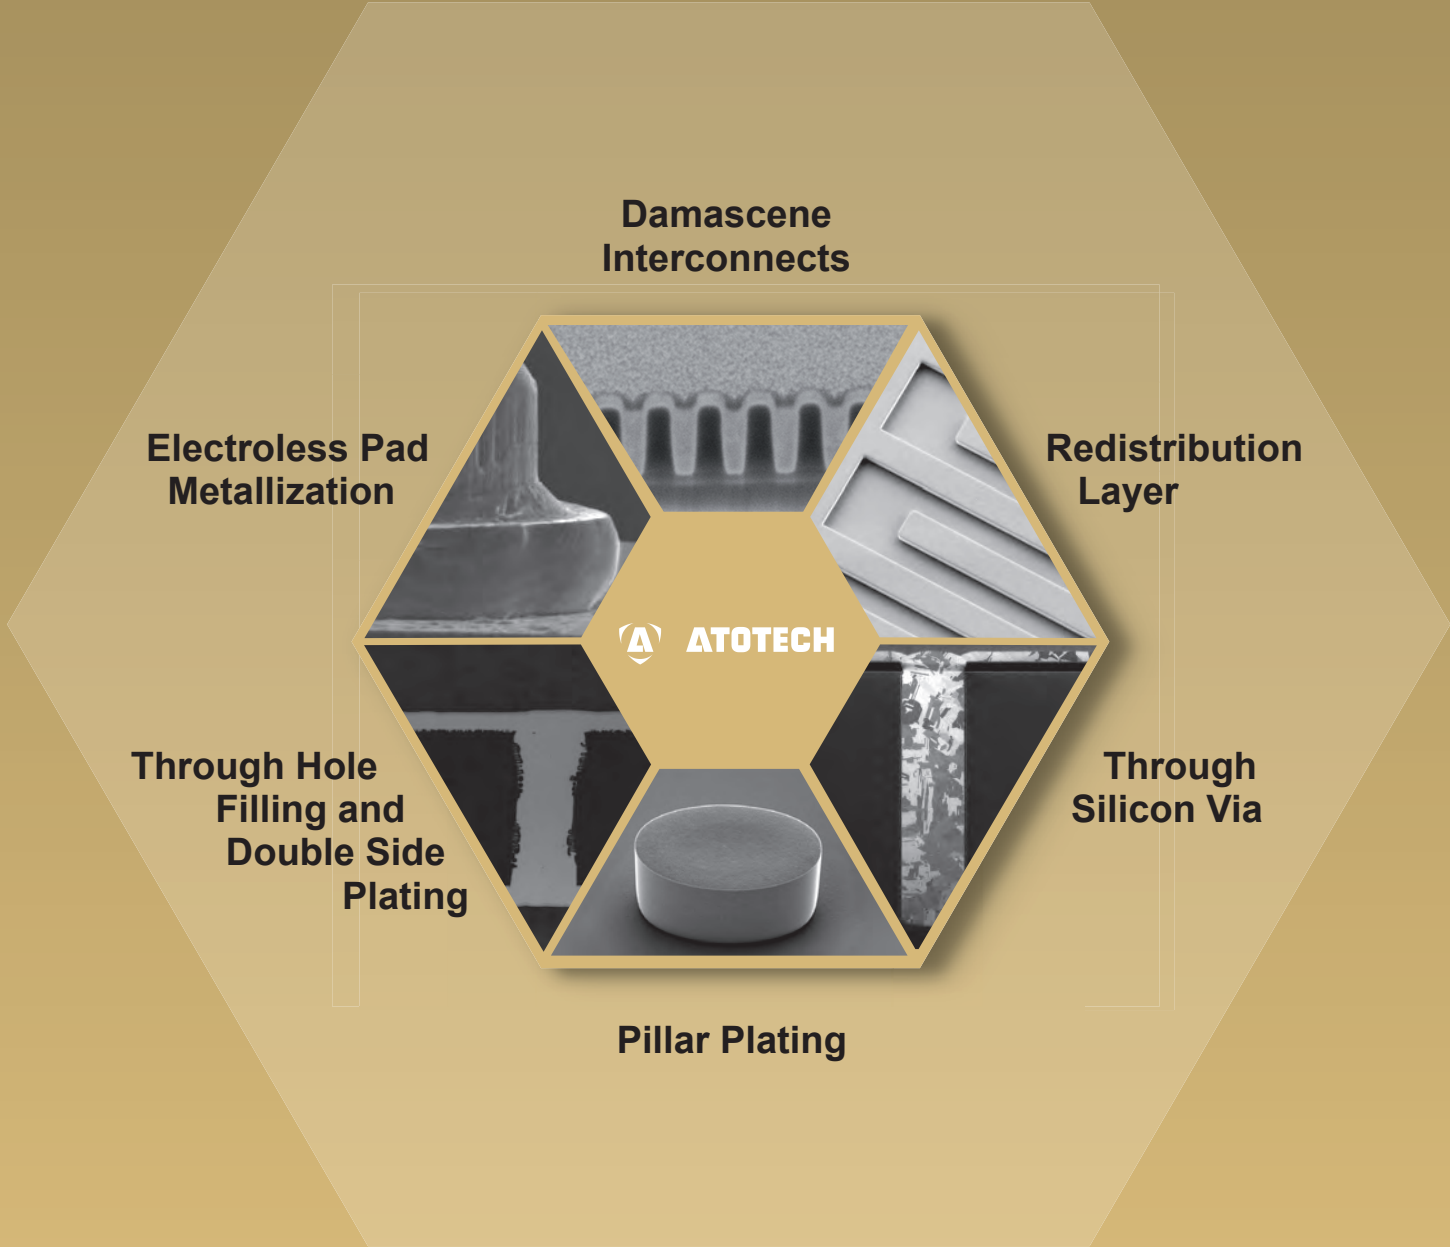 Damascene
Interconnects
Electroless Pad
Metallization
Redistribution
Layer
ATOTECH
Through Hole
Filling and
Double Side
Plating
Through
Silicon Via
Pillar Plating